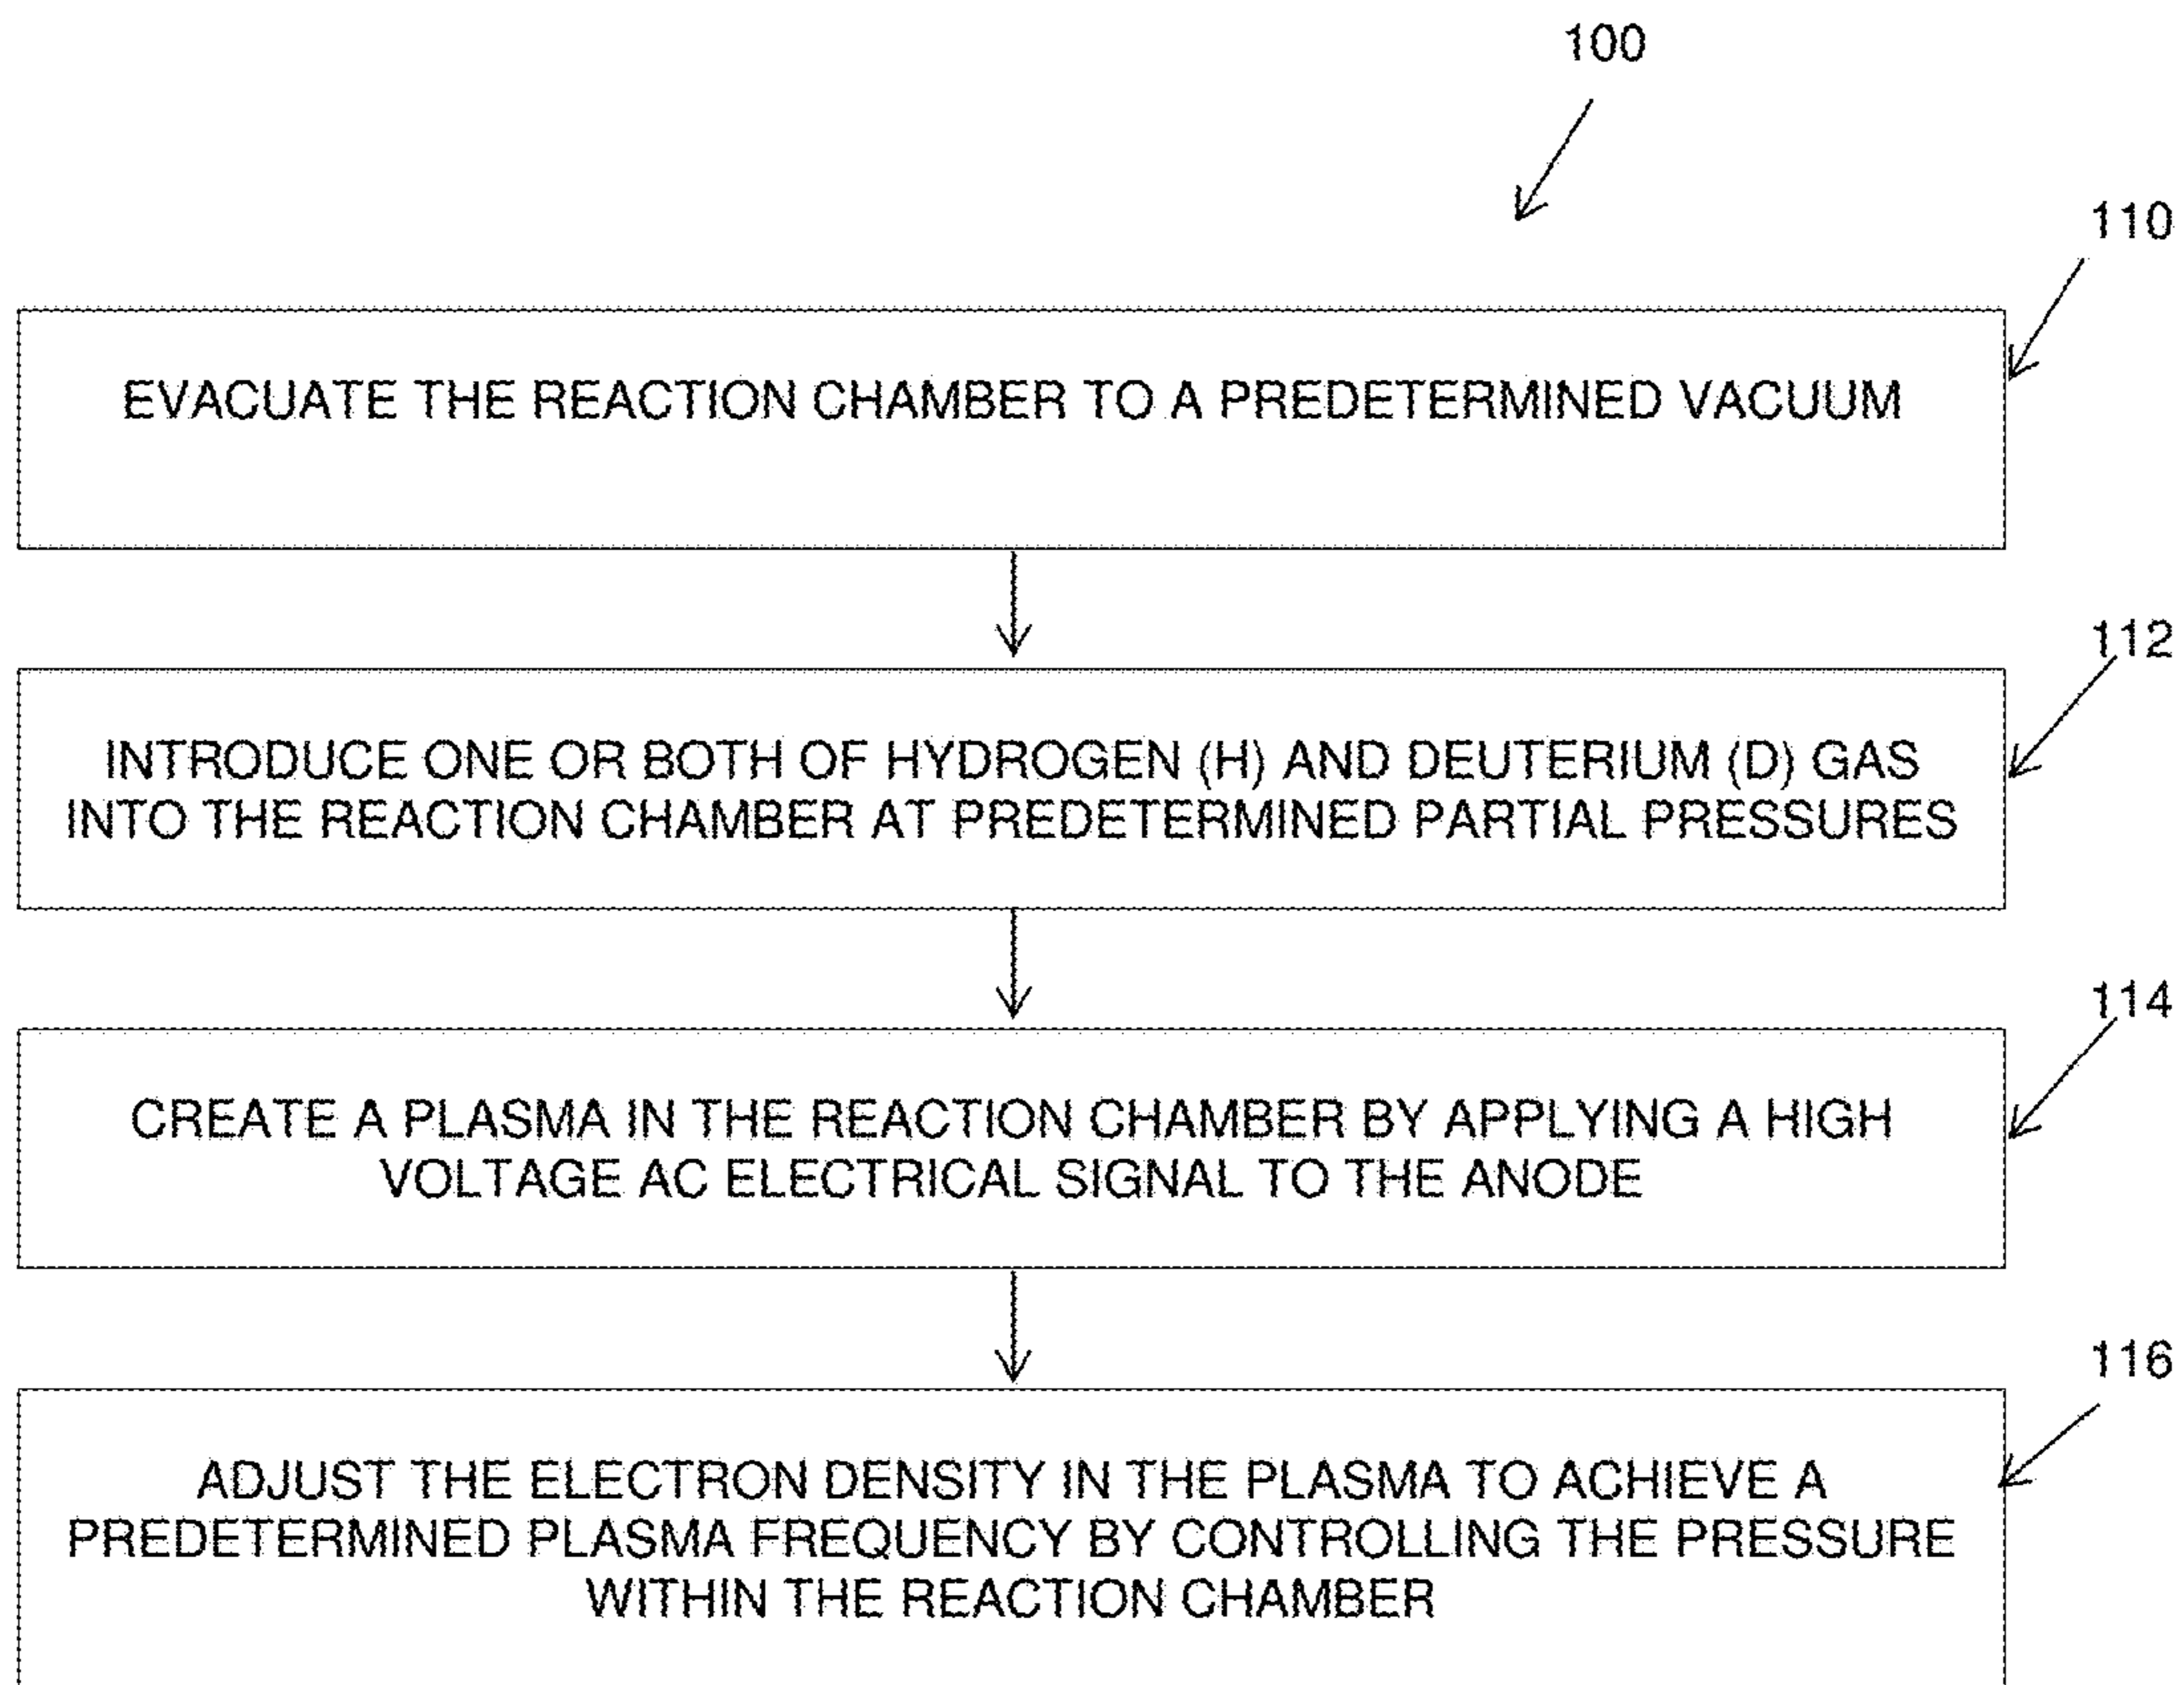 100
110
EVACUATE THE REACTION CHAMBER TO A PREDETERMINED VACUUM
112
INTRODUCE ONE OR BOTH OF HYDROGEN (H) AND DEUTERIUM (D) GAS
INTO THE REACTION CHAMBER AT PREDETERMINED PARTIAL PRESSURES
114
CREATE A PLASMA IN THE REACTION CHAMBER BY APPLYING A HIGH
VOLTAGE AC ELECTRICAL SIGNAL TO THE ANODE
116
ADJUST THE ELECTRON DENSITY IN THE PLASMA TO ACHIEVE A
PREDETERMINED PLASMA FREQUENCY BY CONTROLLING THE PRESSURE
WITHIN THE REACTION CHAMBER